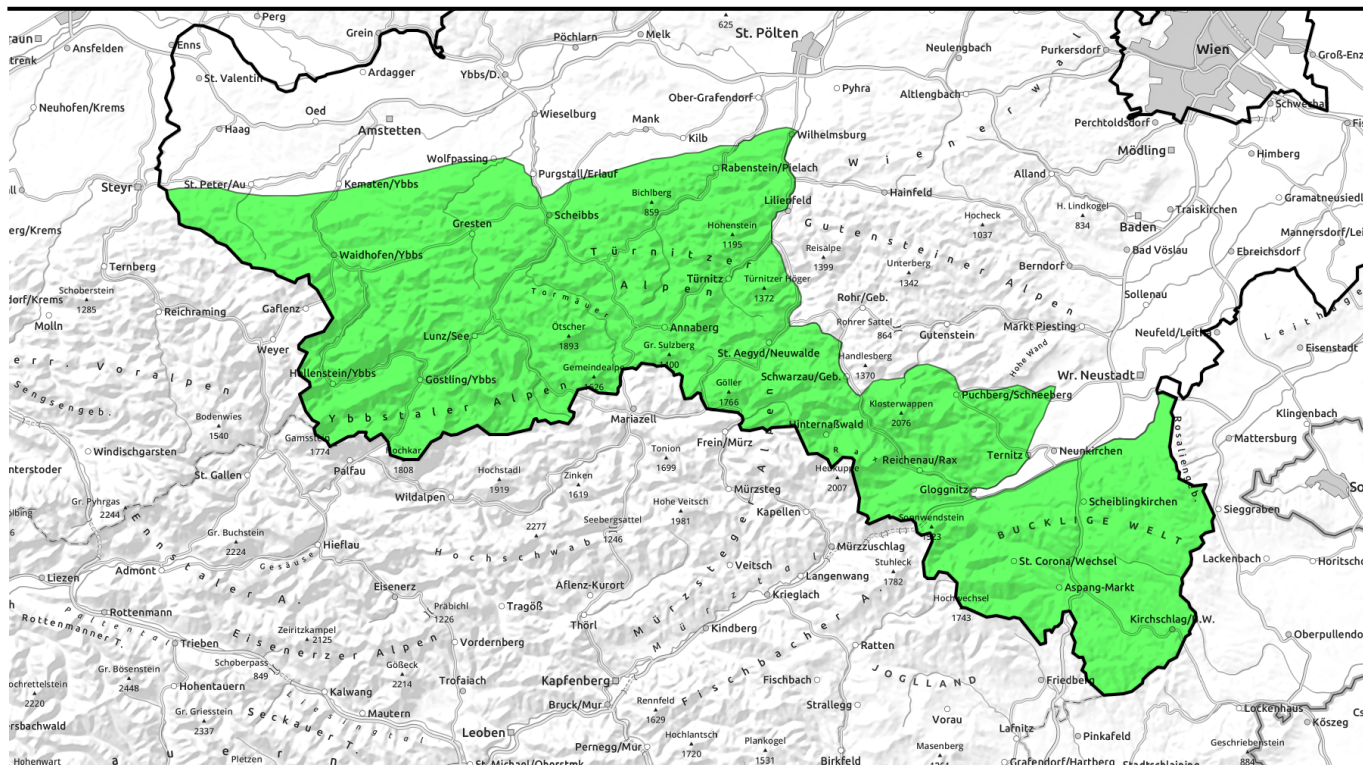 Perg
Grein
625
St. Pölten
Wien
Ansfelden
Enns
Pöchlarn
Melk
Neulengbach
Purkersdorf
St. Valentin
Ardagger
Ybbs/D.
Altlengbach
Pyhra
Ober-Grafendorf
Neuhofen/Krems
Oed
Wieselburg
Haag
Amstetten
Mank
Kilb
Wilhelmsburg
Wienerwald
Perchtoldsdorf
Mödling
Himberg
Wolfpassing
Steyr
St. Peter/Au
Kematen/Ybbs
Purgstall/Erlauf
Rabenstein/Pielach
Bichlberg
859
Hainfeld
Alland
Lilienfeld
Scheibbs
Gresten
Hohenstein
1195
Hocheck
1037
H. Lindkogel
834
Traiskirchen
Baden
Waidhofen/Ybbs
Türnitzer
Alpen
Reisalpe
1399
Gutensteiner Alpen
Unterberg
1342
Bad Vöslau
Ebreichsdorf
Ternberg
Schoberstein
1285
Türnitz
Türnitzer Höger
1372
Berndorf
Molln
Reichraming
Gaflenz
Tormäuer
Rohr/Geb.
Rohrer Sattel
864
Gutenstein
Markt Piesting
Sollenau
Weyer
Lunz/See
Ötscher
1893
Annaberg
Gr. Sulzberg
1400
St. Aegyd/Neuwalde
Handlesberg
1370
Hohe Wand
Neufeld/Leitha
Eisenstadt
Hollenstein/Ybbs
Göstling/Ybbs
Gemeindealpe
1626
Göller
1766
Schwarzau/Geb.
Wr. Neustadt
Sengsengeb.
Bodenwies
1540
Ybbstaler Alpen
Mariazell
Klosterwappen
2076
Puchberg/Schneeberg
Klingenbach
Windischgarsten
Gamsstein
1774
Hochkar
1808
Palfau
Tonion
1699
Frein/Mürz
Hinternaßwald
Rax
Ternitz
Neunkirchen
Mattersburg
Rosaliengeb.
St. Gallen
Hochstadl
1919
Zinken
1619
Heukuppe
2007
Reichenau/Rax
Gloggnitz
Wildalpen
Mürzsteg
Gr. Pyhrgas
2244
Hohe Veitsch
1981
Kapellen
Sonnwendstein
1523
Scheiblingkirchen
Sieggraben
Ennstaler A.
Gr. Buchstein
2224
2277
Seebergsattel
1246
BUCKLIGE WELT
Hieflau
Hochschwab
Mürzsteger Alpen
Mürzzuschlag
Stuhleck
1782
St. Corona/Wechsel
Lackenbach
Liezen
Admont
Gesäuse
Eisenerz
Aflenz-Kurort
Veitsch
Langenwang
Aspang-Markt
Krieglach
Hochwechsel
1743
Rottenmann
Präbichl
1226
Tragöß
Thörl
Mürztal
Kirchschlag/B.W.
Paltental
Rottenmanner T.
Trieben
Zeiritzkampel
2125
Vordernberg
Kindberg
Fischbacher A.
Ratten
Eisenerzer Alpen
Schoberpass
849
Gößeck
2214
Gr. Bösenstein
2448
Hohentauern
Trofaiach
Kapfenberg
Fischbach
JOGLLAND
Friedberg
Kalwang
Liesingtal
Rennfeld
1629
2220
Gr. Griesstein
2337
Mautern
Bruck/Mur
Strallegg
Vorau
Lockenhaus
Seckauer T.
Leoben
Hochlantsch
1720
Lafnitz
Pinkafeld
Köszeg
Pernegg/Mur
Plankogel
1531
Masenberg
Geschriebenstein
884
Hohenwart
Pletzen
Birkfeld
Grafendorf/Hartberg